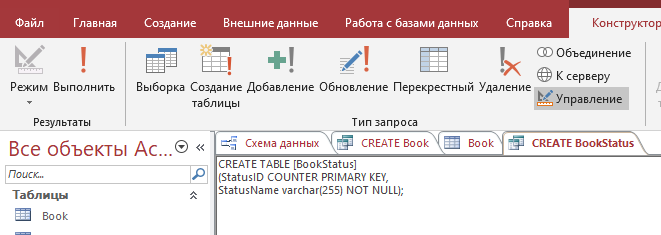 Файл Главная Создание Внешние данные Работа с базами данных Справка Конструктор
Режим Выполнить Выборка Создание таблицы Добавление Обновление Перекрестный Удаление Объединение
К серверу
Управление
Результаты Тип запроса
Все объекты Ac...
Поиск...
Таблицы
Book
Схема данных CREATE Book Book CREATE BookStatus
CREATE TABLE [BookStatus]
(StatusID COUNTER PRIMARY KEY,
StatusName varchar(255) NOT NULL);